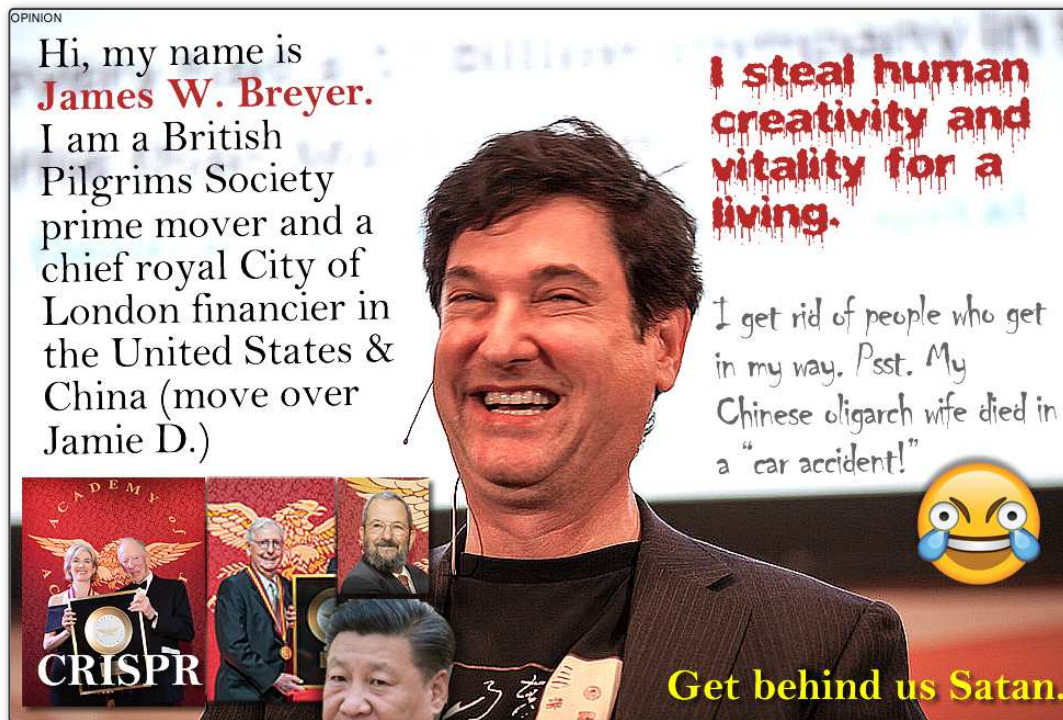 OPINION
Hi, my name is
James W. Breyer.
I am a British
Pilgrims Society
prime mover and a
chief royal City of
London financier in
the United States &
China (move over
Jamie D.)
I steal human
creativity and
vitality for a
living.
I get rid of people who get
in my way. Psst. My
Chinese oligarch wife died in
a “car accident!”
ACADEMY of
CRISPR
Get behind us Satan.